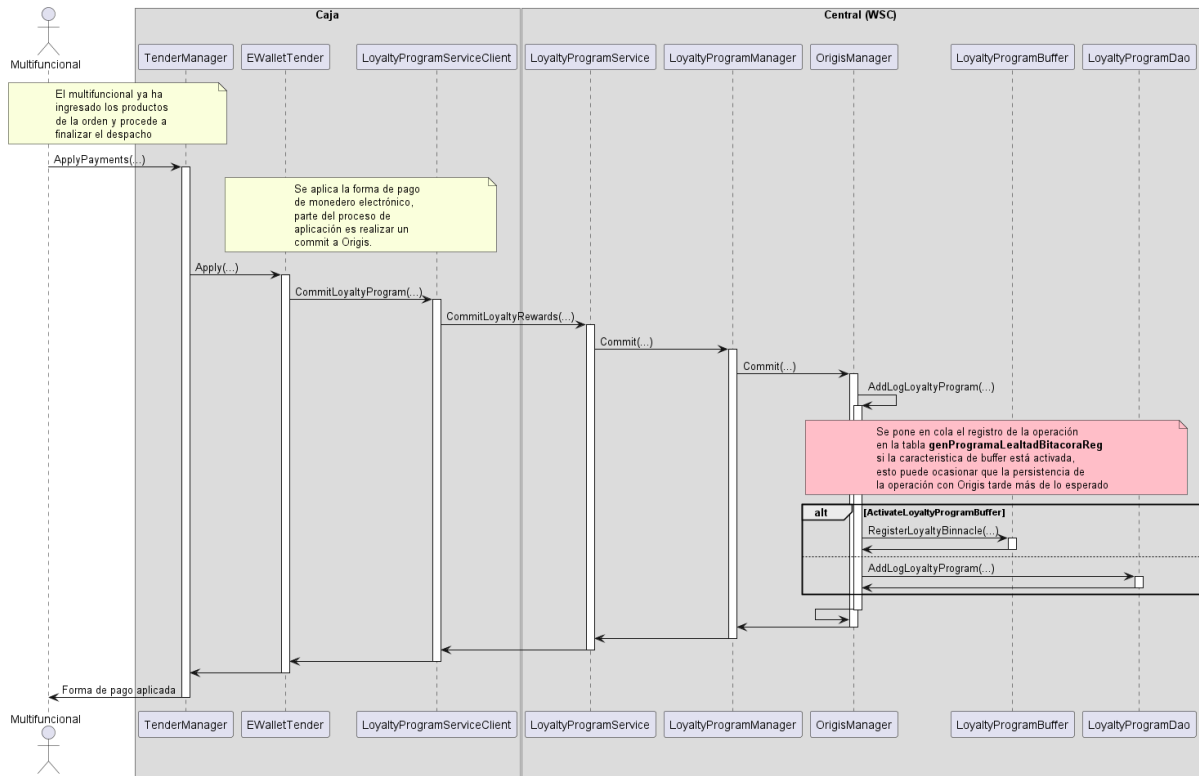 Caja
Central (WSC)
Multifuncional
TenderManager
EWalletTender
LoyaltyProgramServiceClient
LoyaltyProgramService
LoyaltyProgramManager
OrigisManager
LoyaltyProgramBuffer
LoyaltyProgramDao
El multifuncional ya ha
ingresado los productos
de la orden y procede a
finalizar el despacho
ApplyPayments(...)
Se aplica la forma de pago
de monedero electrónico,
parte del proceso de
aplicación es realizar un
commit a Origis.
Apply(...)
CommitLoyaltyProgram(...)
CommitLoyaltyRewards(...)
Commit(...)
Commit(...)
AddLogLoyaltyProgram(...)
Se pone en cola el registro de la operación
en la tabla genProgramaLealtadBitacoraReg
si la caracteristica de buffer está activada,
esto puede ocasionar que la persistencia de
la operación con Origis tarde más de lo esperado
alt
[ActivateLoyaltyProgramBuffer]
RegisterLoyaltyBinnacle(...)
AddLogLoyaltyProgram(...)
Forma de pago aplicada
Multifuncional
TenderManager
EWalletTender
LoyaltyProgramServiceClient
LoyaltyProgramService
LoyaltyProgramManager
OrigisManager
LoyaltyProgramBuffer
LoyaltyProgramDao